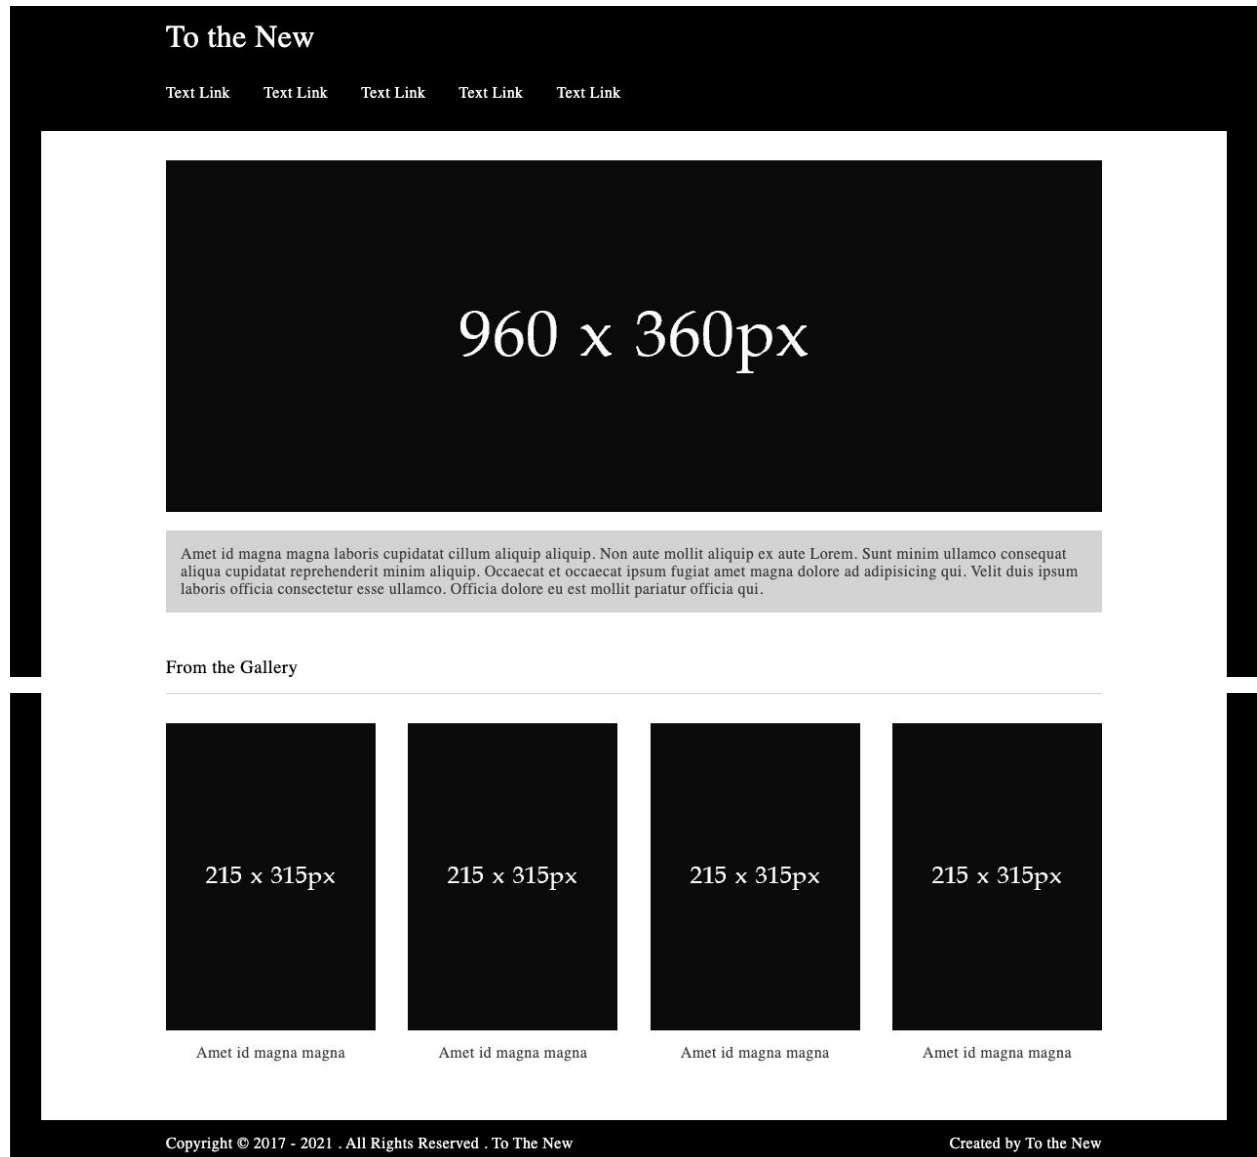 To the New
Text Link Text Link Text Link Text Link Text Link
960 x 360px
Amet id magna magna laboris cupidatat cillum aliquip aliquip. Non aute mollit aliquip ex aute Lorem. Sunt minim ullamco consequat
aliqua cupidatat reprehenderit minim aliquip. Occaecat et occaecat ipsum fugiat amet magna dolore ad adipisicing qui. Velit duis ipsum
laboris officia consectetur esse ullamco. Officia dolore eu est mollit pariatur officia qui.
From the Gallery
215 x 315px 215 x 315px 215 x 315px 215 x 315px
Amet id magna magna Amet id magna magna Amet id magna magna Amet id magna magna
Copyright © 2017 - 2021 . All Rights Reserved . To The New Created by To the New